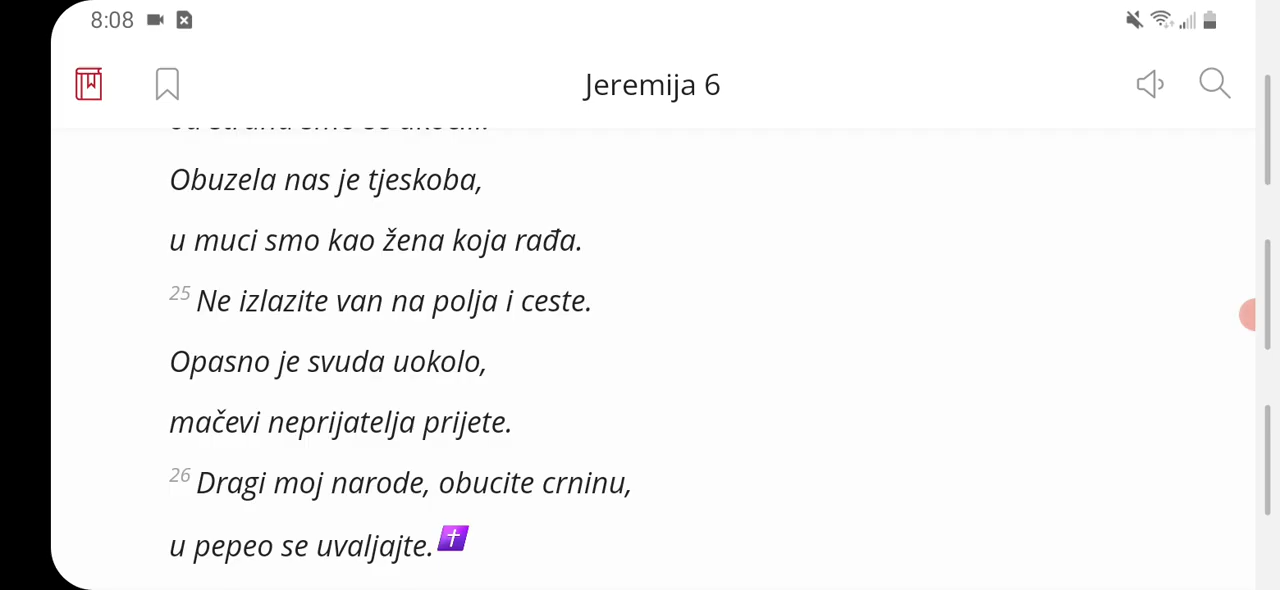 8:08
Jeremija 6
Obuzela nas je tjeskoba,
u muci smo kao žena koja rađa.
25 Ne izlazite van na polja i ceste.
Opasno je svuda uokolo,
mačevi neprijatelja prijete.
26 Dragi moj narode, obucite crninu,
u pepeo se uvaljajte.✝️